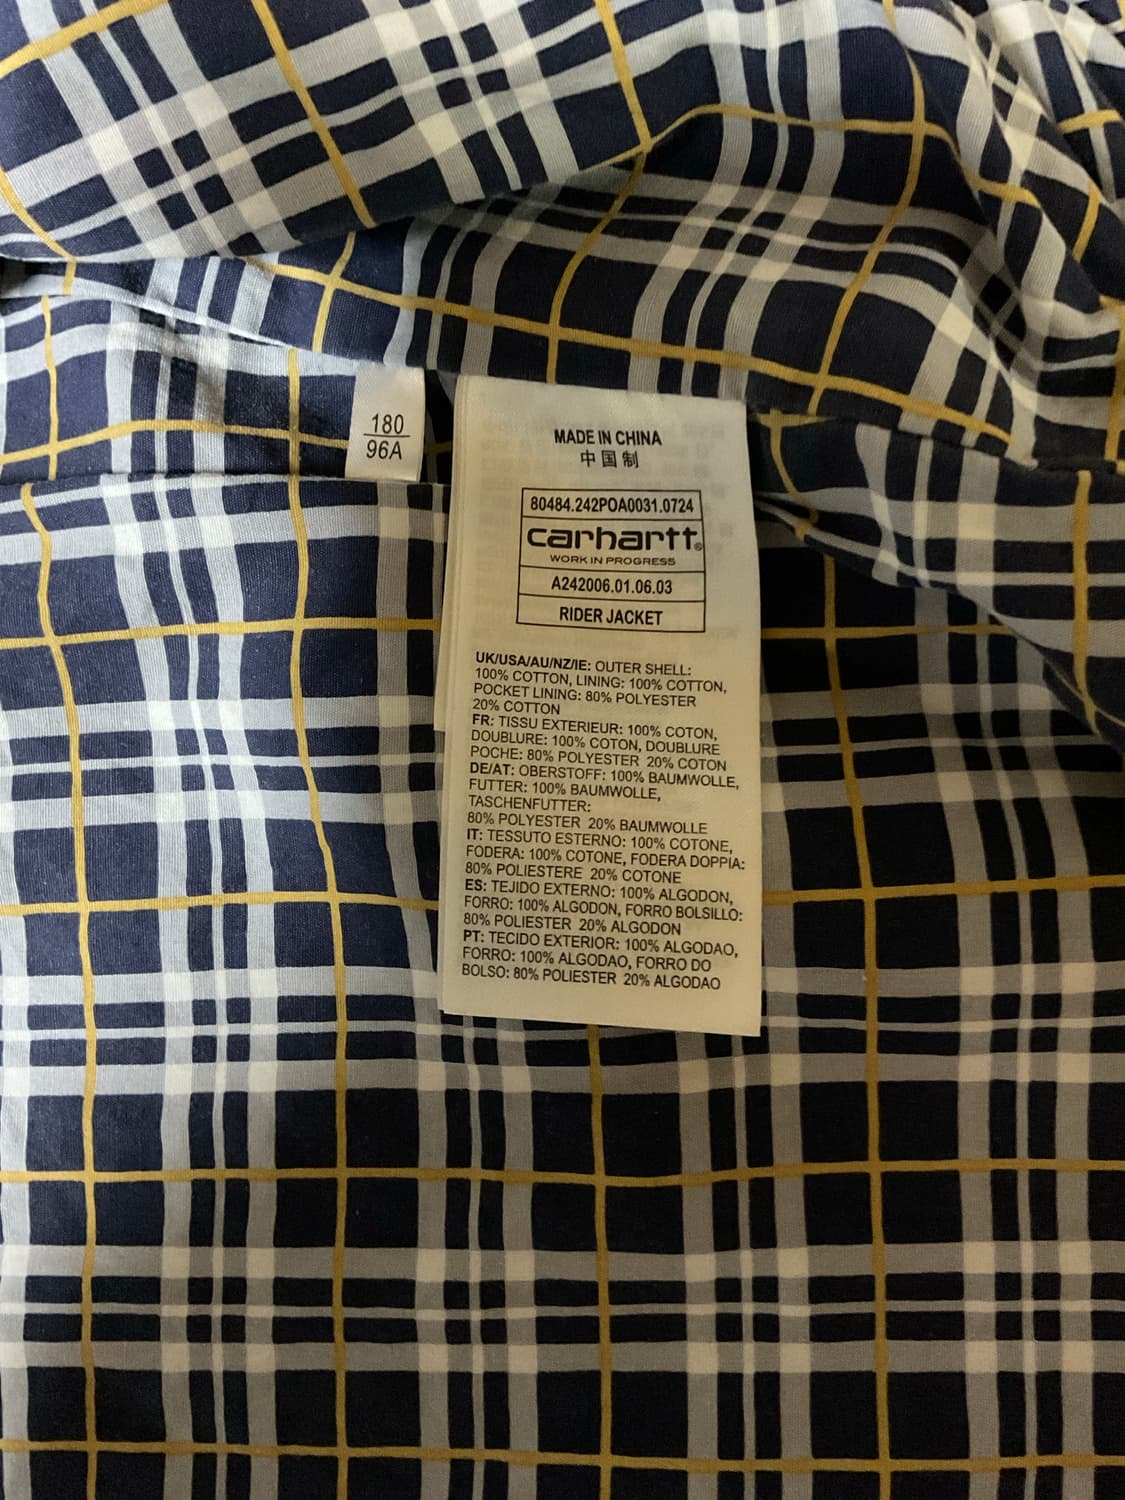 180
96A
MADE IN CHINA
中国制
80484.242POA0031.0724
carhartt®
WORK IN PROGRESS
A242006.01.06.03
RIDER JACKET
UK/USA/AU/NZ/IE: OUTER SHELL:
100% COTTON, LINING: 100% COTTON,
POCKET LINING: 80% POLYESTER
20% COTTON
FR: TISSU EXTERIEUR: 100% COTON,
DOUBLURE: 100% COTON, DOUBLURE
POCHE: 80% POLYESTER 20% COTON
DE/AT: OBERSTOFF: 100% BAUMWOLLE,
FUTTER: 100% BAUMWOLLE,
TASCHENFUTTER:
80% POLYESTER 20% BAUMWOLLE
IT: TESSUTO ESTERNO: 100% COTONE,
FODERA: 100% COTONE, FODERA DOPPIA:
80% POLIESTERE 20% COTONE
ES: TEJIDO EXTERNO: 100% ALGODON,
FORRO: 100% ALGODON, FORRO BOLSILLO:
80% POLIESTER 20% ALGODON
PT: TECIDO EXTERIOR: 100% ALGODAO,
FORRO: 100% ALGODAO, FORRO DO
BOLSO: 80% POLIESTER 20% ALGODAO